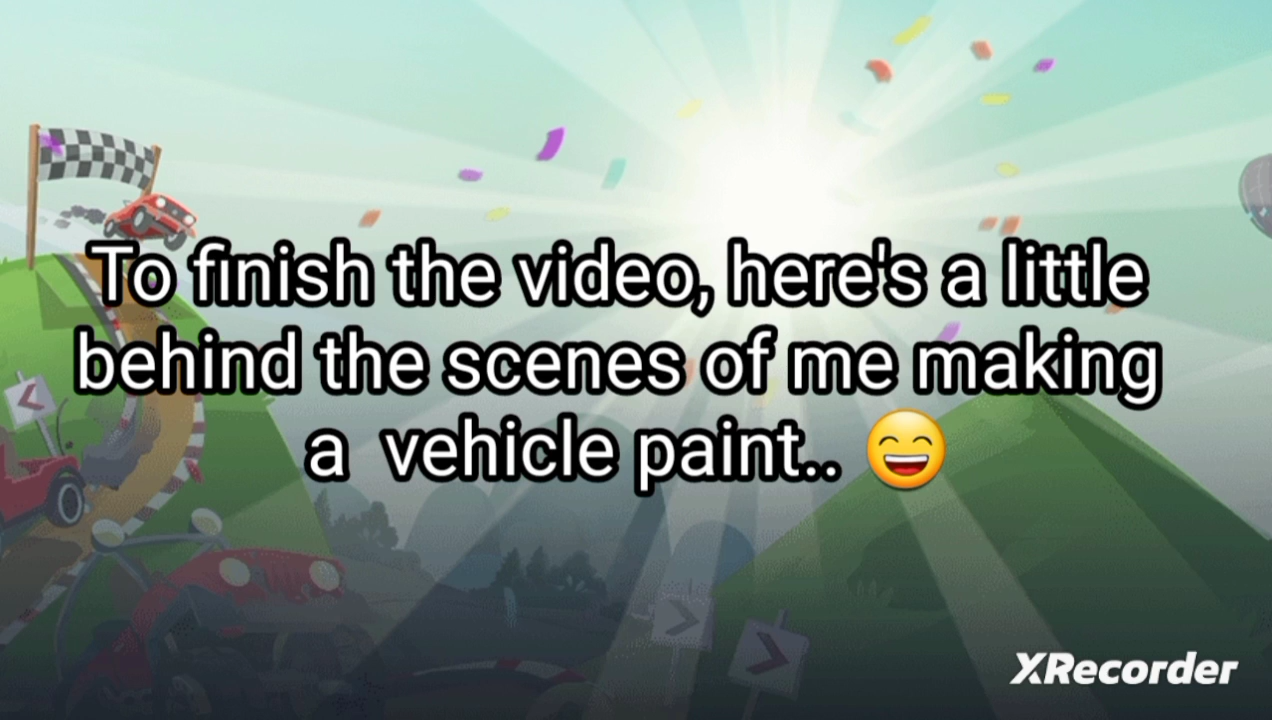 To finish the video, here's a little
behind the scenes of me making
a  vehicle paint.. 😄
XRecorder